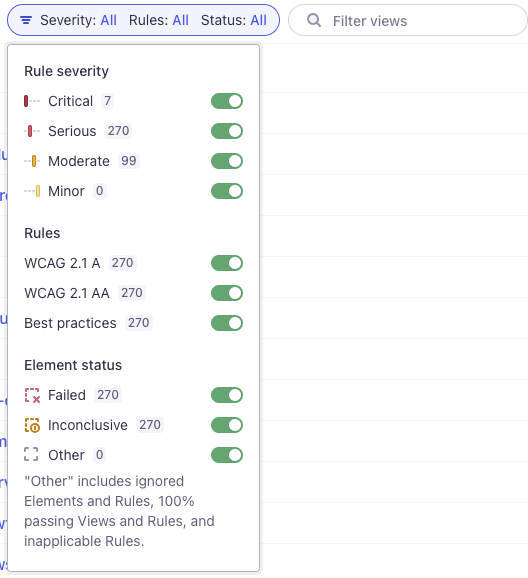 Severity: All Rules: All Status: All
Filter views
Rule severity
Critical 7
Serious 270
Moderate 99
Minor 0
Rules
WCAG 2.1 A 270
WCAG 2.1 AA 270
Best practices 270
Element status
Failed 270
Inconclusive 270
Other 0
"Other" includes ignored
Elements and Rules, 100%
passing Views and Rules, and
inapplicable Rules.